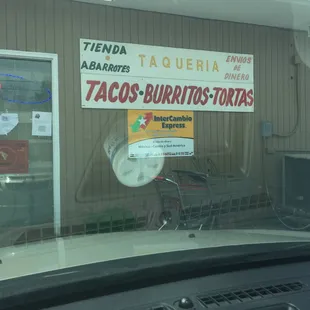 TIENDA
&
ABARROTES
TAQUERIA
ENVIOS DE
DINERO
TACOS-BURRITOS-TORTAS
InterCambio
Express